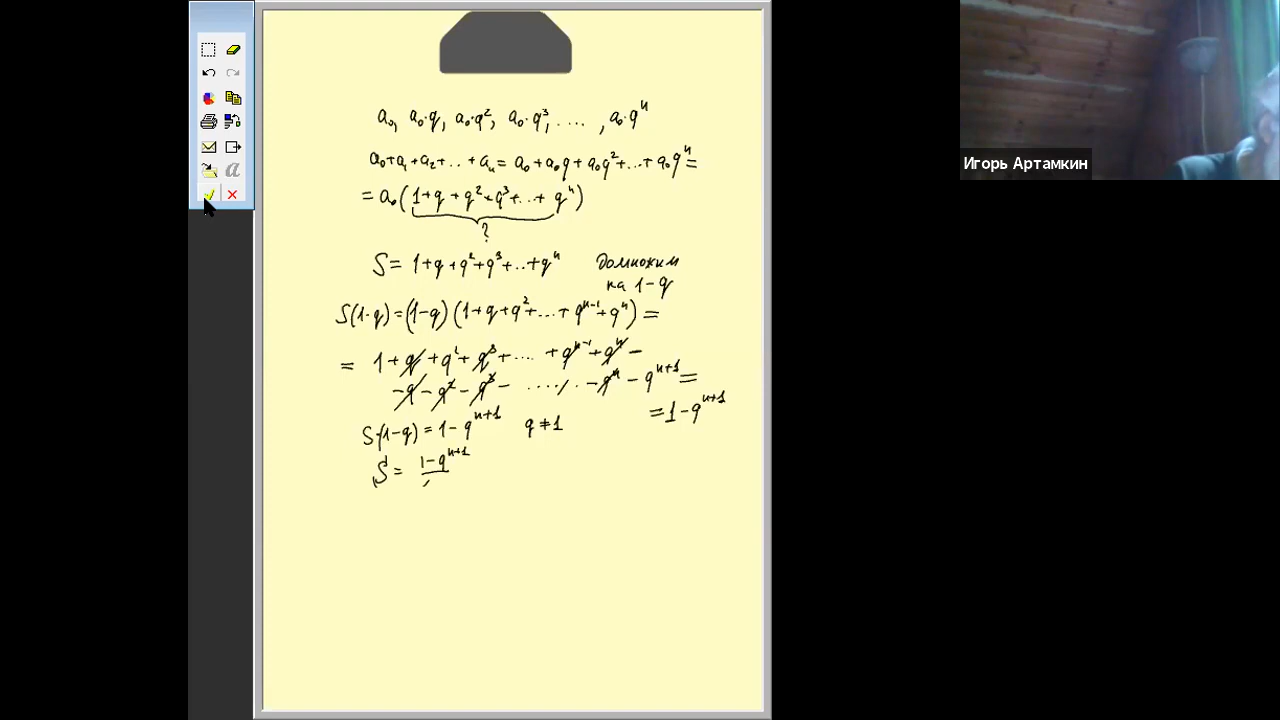 a₀, a₀·q, a₀·q², a₀·q³, ...., a₀·qⁿ
a₀+a₁+a₂+...+aₙ = a₀+a₀q+a₀q²+...+a₀qⁿ =
= a₀(1+q+q²+q³+...+qⁿ)
?
S = 1+q+q²+q³+...+qⁿ домножим
на 1-q
S(1-q) = (1-q)(1+q+q²+...+qⁿ⁻¹+qⁿ) =
= 1+q+q²+q³+....+qⁿ⁻¹+qⁿ-
-q-q²-q³-.....-qⁿ-qⁿ⁺¹ =
= 1-qⁿ⁺¹
S·(1-q) = 1-qⁿ⁺¹ q≠1
S = 1-qⁿ⁺¹
Игорь Артамкин